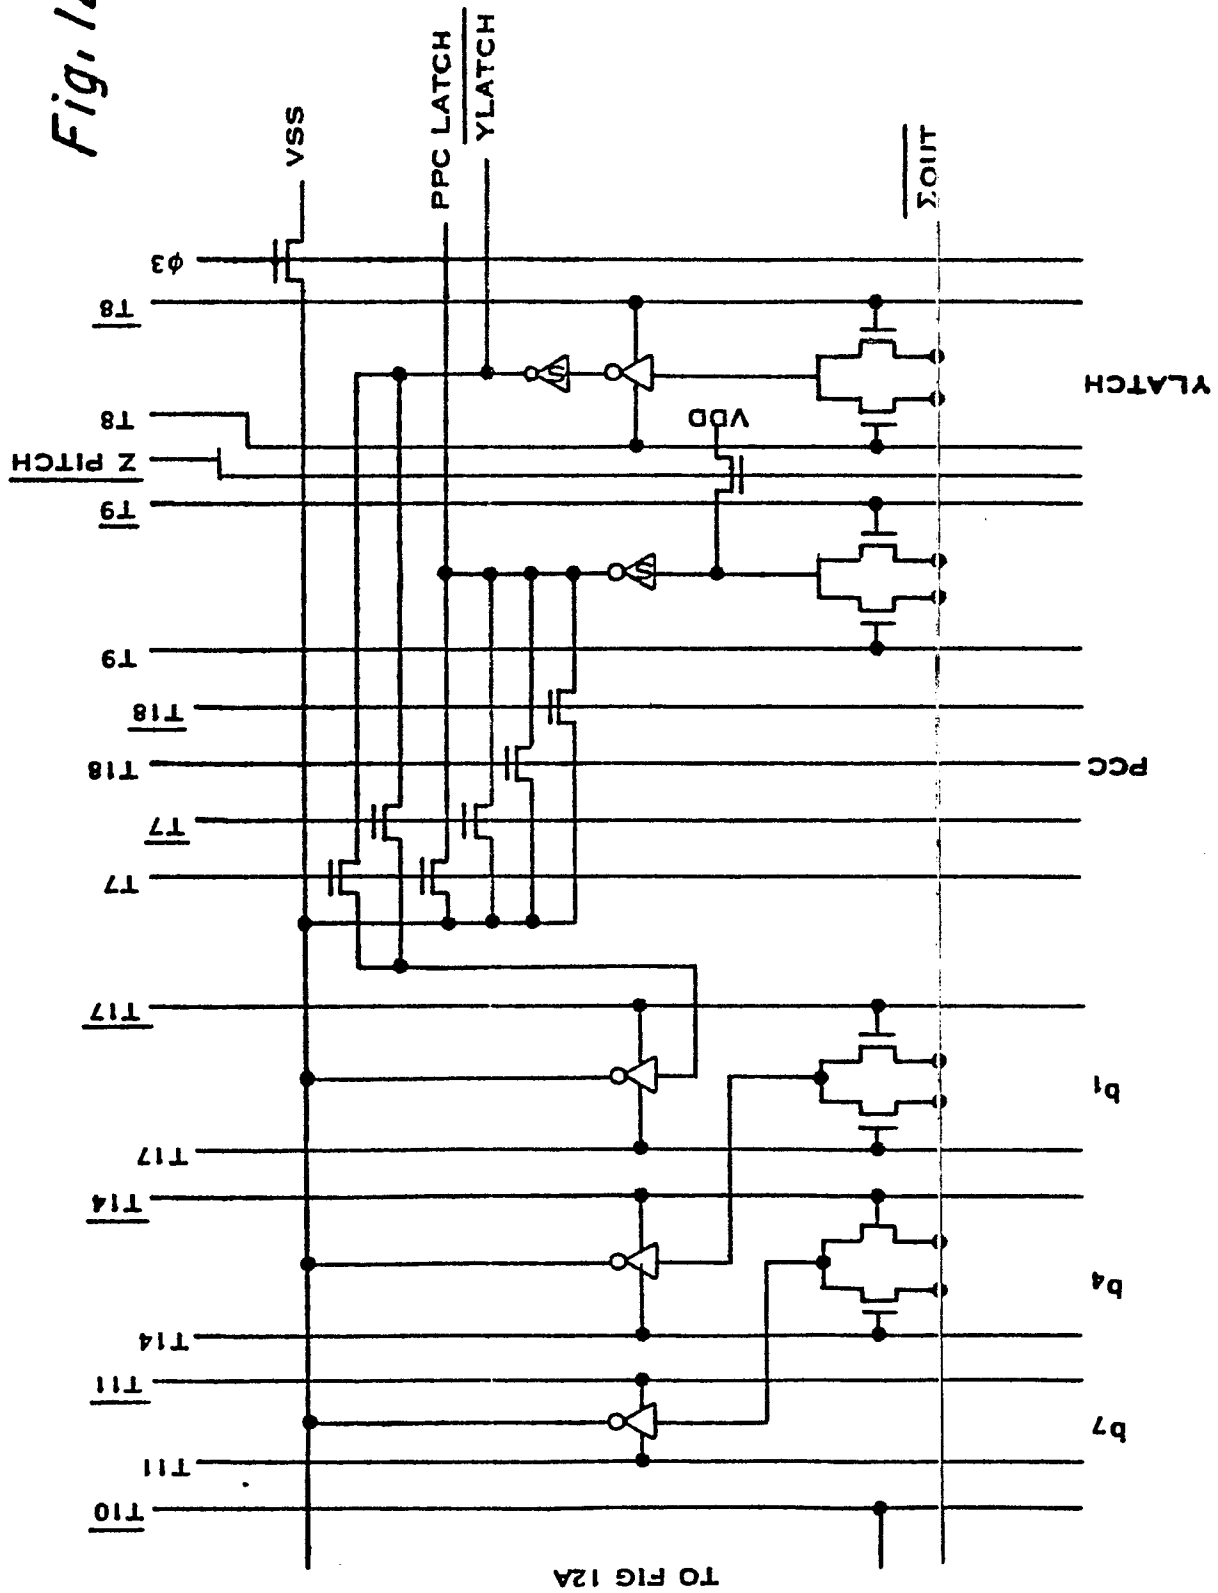 Fig. 12
VSS
PPC LATCH
YLATCH
ΣOUT
φ3
T8
T8
Z PITCH
T9
T9
T18
T18
T7
T7
T17
T17
T14
T14
T11
T11
T10
YLATCH
PCC
b1
b4
b7
VDD
S
S
TO FIG 12A